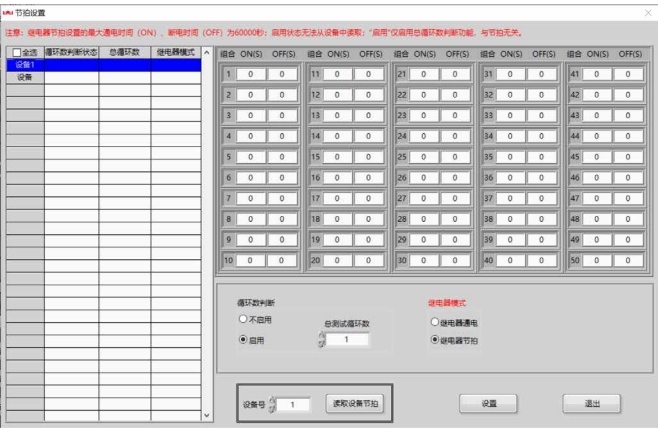 节拍设置
注意：继电器节拍设置的最大通电时间（ON）、断电时间（OFF）为60000秒；启用状态无法从设备中读取；“启用”仅启用总循环数判断功能，与节拍无关。
全选 循环数判断状态 总循环数 继电器模式
设备1
设备
组合 ON(S) OFF(S) 组合 ON(S) OFF(S) 组合 ON(S) OFF(S) 组合 ON(S) OFF(S) 组合 ON(S) OFF(S)
1 0 0 11 0 0 21 0 0 31 0 0 41 0 0
2 0 0 12 0 0 22 0 0 32 0 0 42 0 0
3 0 0 13 0 0 23 0 0 33 0 0 43 0 0
4 0 0 14 0 0 24 0 0 34 0 0 44 0 0
5 0 0 15 0 0 25 0 0 35 0 0 45 0 0
6 0 0 16 0 0 26 0 0 36 0 0 46 0 0
7 0 0 17 0 0 27 0 0 37 0 0 47 0 0
8 0 0 18 0 0 28 0 0 38 0 0 48 0 0
9 0 0 19 0 0 29 0 0 39 0 0 49 0 0
10 0 0 20 0 0 30 0 0 40 0 0 50 0 0
循环数判断 继电器模式
不启用 总测试循环数 继电器通电
启用 1 继电器节拍
设备号 1 读取设备节拍 设置 退出